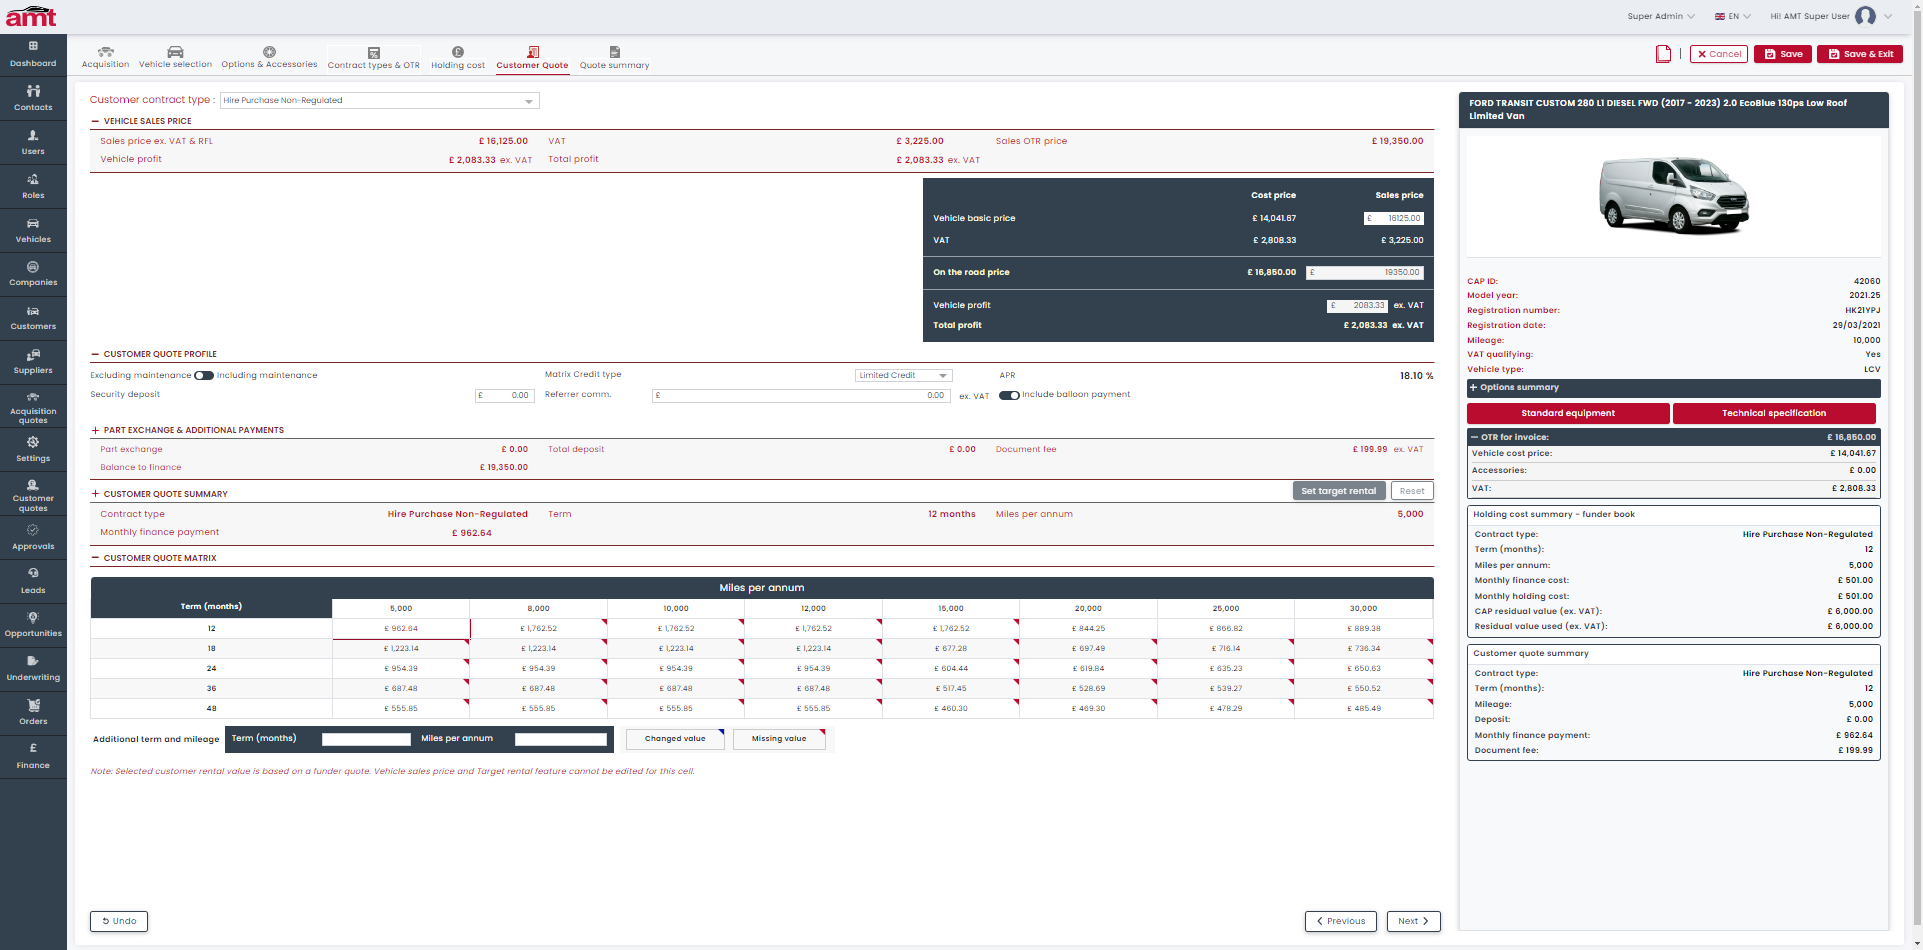 amt
Super Admin
EN
Hi! AMT Super User
Dashboard
Contacts
Users
Roles
Vehicles
Companies
Customers
Suppliers
Acquisition
quotes
Settings
Customer
quotes
Approvals
Leads
Opportunities
Underwriting
Orders
£
Finance
Acquisition
Vehicle selection
Options & Accessories
Contract types & OTR
Holding cost
Customer Quote
Quote summary
Cancel
Save
Save & Exit
Customer contract type : Hire Purchase Non-Regulated
VEHICLE SALES PRICE
Sales price ex. VAT & RFL £ 16,125.00 VAT £ 3,225.00 Sales OTR price £ 19,350.00
Vehicle profit £ 2,083.33 ex. VAT Total profit £ 2,083.33 ex. VAT
Cost price Sales price
Vehicle basic price £ 14,041.67 £ 16125.00
VAT £ 2,808.33 £ 3,225.00
On the road price £ 16,850.00 £ 19350.00
Vehicle profit £ 2083.33 ex. VAT
Total profit £ 2,083.33 ex. VAT
CUSTOMER QUOTE PROFILE
Excluding maintenance Including maintenance Matrix Credit type Limited Credit APR 18.10 %
Security deposit £ 0.00 Referrer comm. £ 0.00 ex. VAT Include balloon payment
PART EXCHANGE & ADDITIONAL PAYMENTS
Part exchange £ 0.00 Total deposit £ 0.00 Document fee £ 199.99 ex. VAT
Balance to finance £ 19,350.00
CUSTOMER QUOTE SUMMARY Set target rental Reset
Contract type Hire Purchase Non-Regulated Term 12 months Miles per annum 5,000
Monthly finance payment £ 962.64
CUSTOMER QUOTE MATRIX
Miles per annum
Term (months) 5,000 8,000 10,000 12,000 15,000 20,000 25,000 30,000
12 £ 962.64 £ 1,762.52 £ 1,762.52 £ 1,762.52 £ 1,762.52 £ 844.25 £ 866.82 £ 889.38
18 £ 1,223.14 £ 1,223.14 £ 1,223.14 £ 1,223.14 £ 677.28 £ 697.49 £ 716.14 £ 736.34
24 £ 954.39 £ 954.39 £ 954.39 £ 954.39 £ 604.44 £ 619.84 £ 635.23 £ 650.63
36 £ 687.48 £ 687.48 £ 687.48 £ 687.48 £ 517.45 £ 528.69 £ 539.27 £ 550.52
48 £ 555.85 £ 555.85 £ 555.85 £ 555.85 £ 460.30 £ 469.30 £ 478.29 £ 485.49
Additional term and mileage Term (months) Miles per annum Changed value Missing value
Note: Selected customer rental value is based on a funder quote. Vehicle sales price and Target rental feature cannot be edited for this cell.
Undo
Previous
Next
FORD TRANSIT CUSTOM 280 L1 DIESEL FWD (2017 - 2023) 2.0 EcoBlue 130ps Low Roof
Limited Van
CAP ID: 42060
Model year: 2021.25
Registration number: HK21YPJ
Registration date: 29/03/2021
Mileage: 10,000
VAT qualifying: Yes
Vehicle type: LCV
Options summary
Standard equipment Technical specification
OTR for invoice: £ 16,850.00
Vehicle cost price: £ 14,041.67
Accessories: £ 0.00
VAT: £ 2,808.33
Holding cost summary - funder book
Contract type: Hire Purchase Non-Regulated
Term (months): 12
Miles per annum: 5,000
Monthly finance cost: £ 501.00
Monthly holding cost: £ 501.00
CAP residual value (ex. VAT): £ 6,000.00
Residual value used (ex. VAT): £ 6,000.00
Customer quote summary
Contract type: Hire Purchase Non-Regulated
Term (months): 12
Mileage: 5,000
Deposit: £ 0.00
Monthly finance payment: £ 962.64
Document fee: £ 199.99